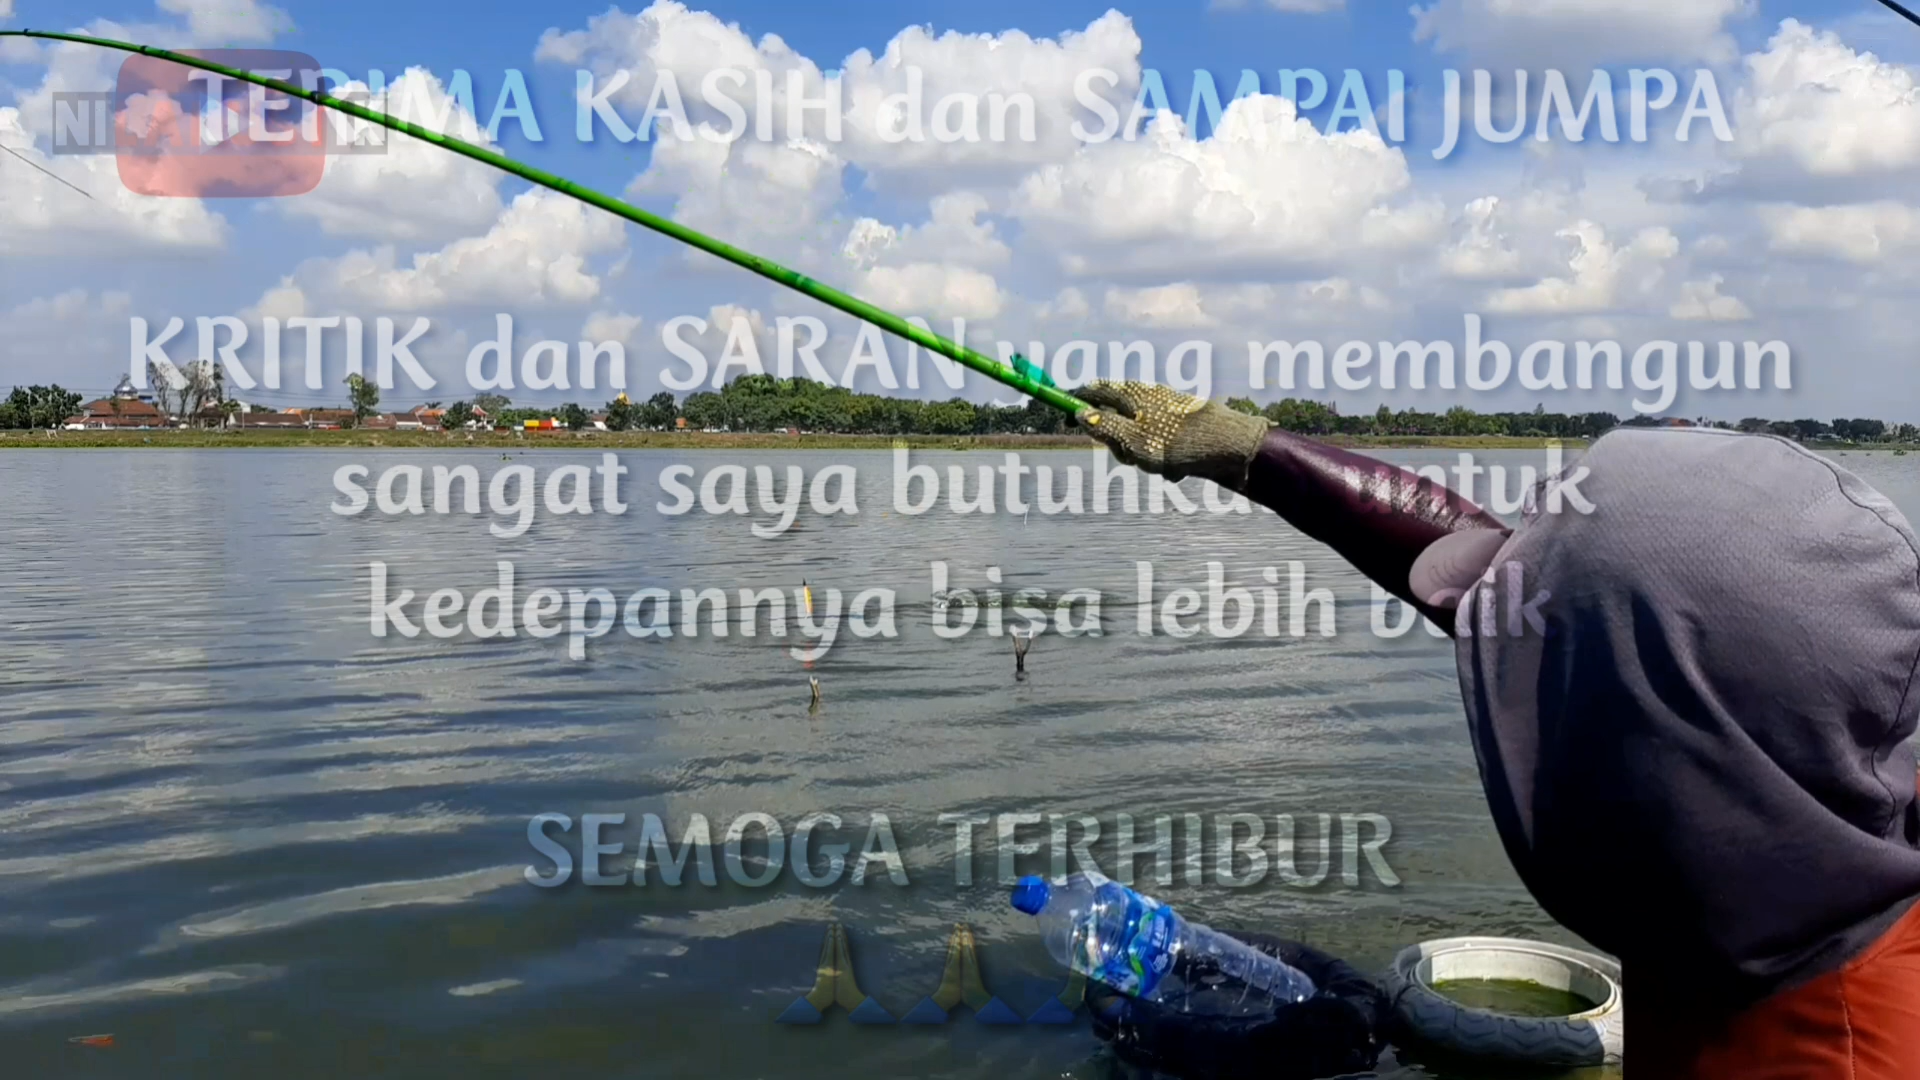 TERIMA KASIH dan SAMPAI JUMPA
KRITIK dan SARAN yang membangun
sangat saya butuhkan untuk
kedepannya bisa lebih baik
SEMOGA TERHIBUR